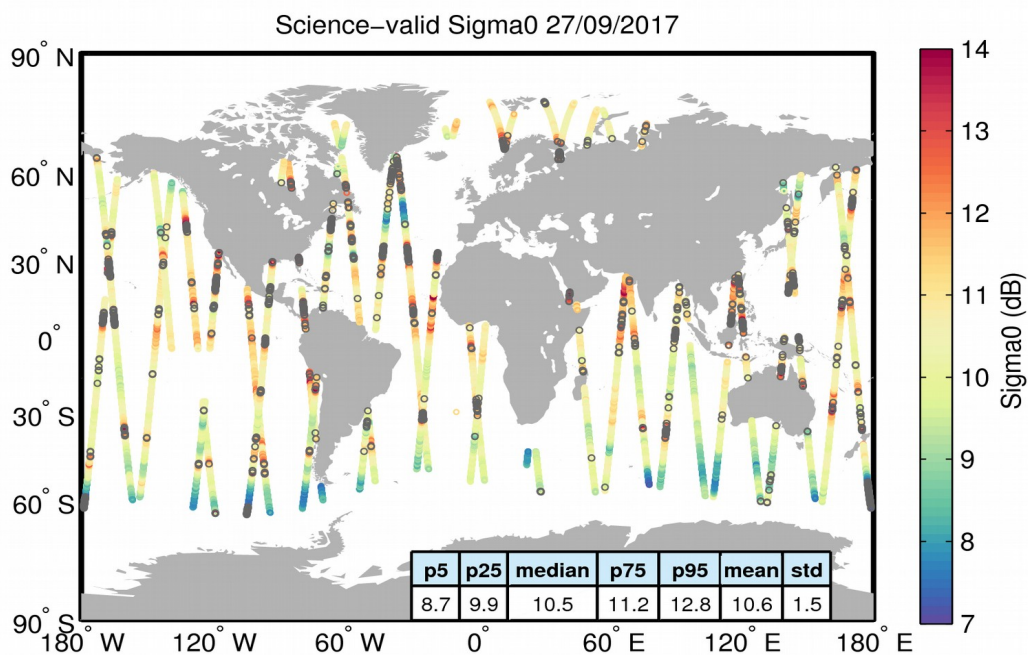 Science−valid Sigma0 27/09/2017
90° N
60° N
30° N
0°
30° S
60° S
90° S
180° W
120° W
60° W
0°
60° E
120° E
180° E
14
13
12
11
10
9
8
7
Sigma0 (dB)
p5 p25 median p75 p95 mean std
8.7 9.9 10.5 11.2 12.8 10.6 1.5